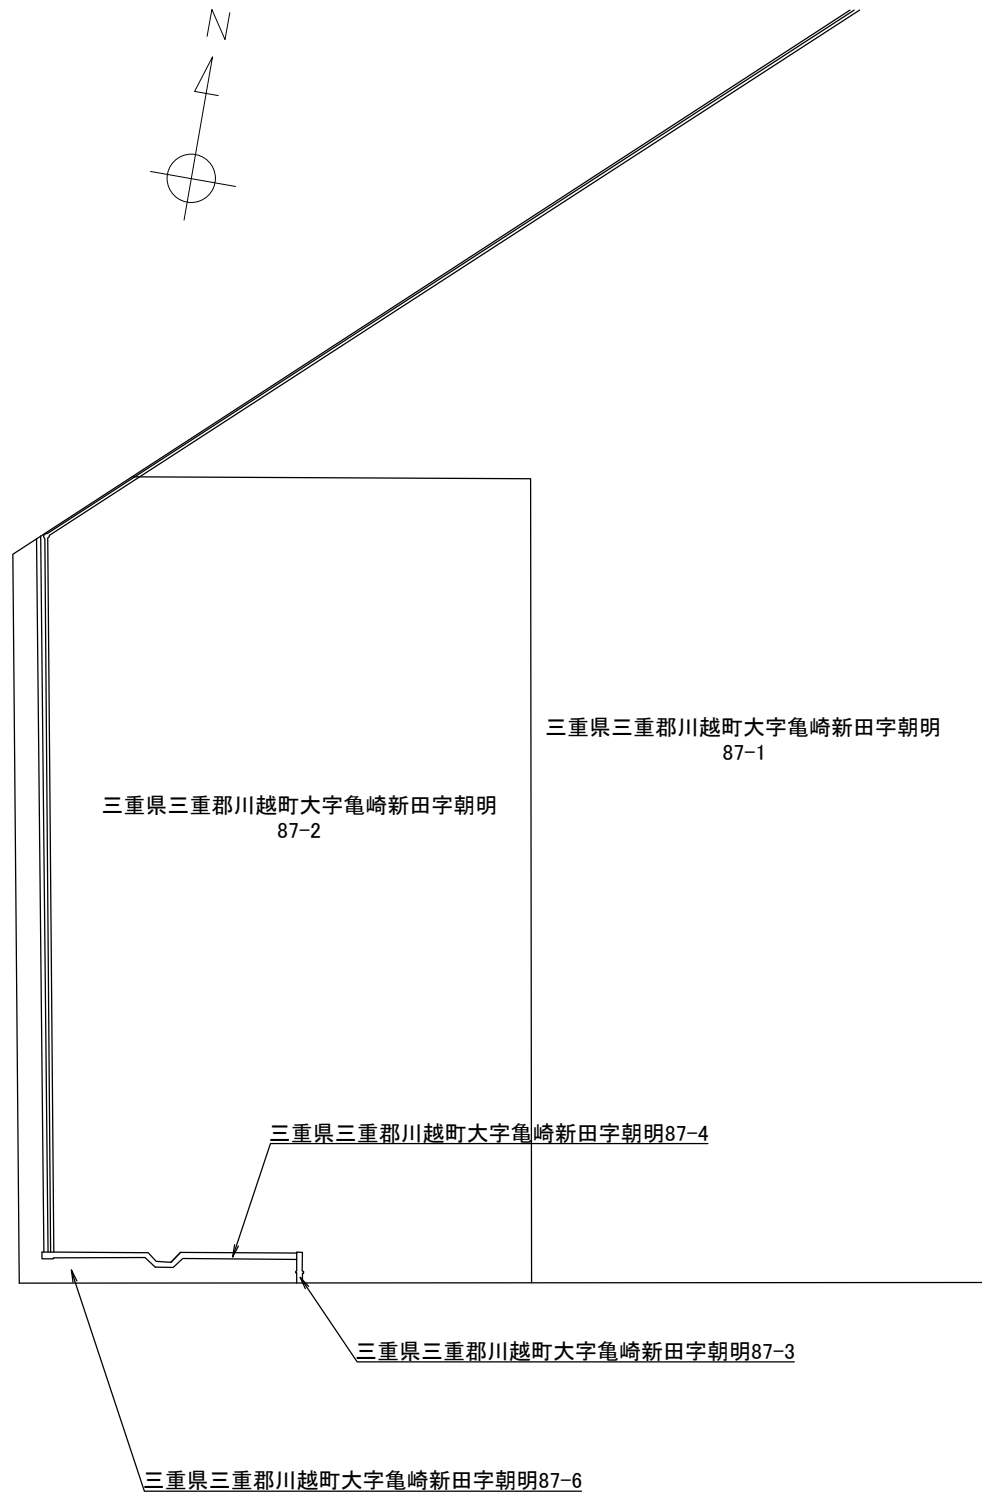 N
三重県三重郡川越町大字亀崎新田字朝明
87-1
三重県三重郡川越町大字亀崎新田字朝明
87-2
三重県三重郡川越町大字亀崎新田字朝明87-4
三重県三重郡川越町大字亀崎新田字朝明87-3
三重県三重郡川越町大字亀崎新田字朝明87-6